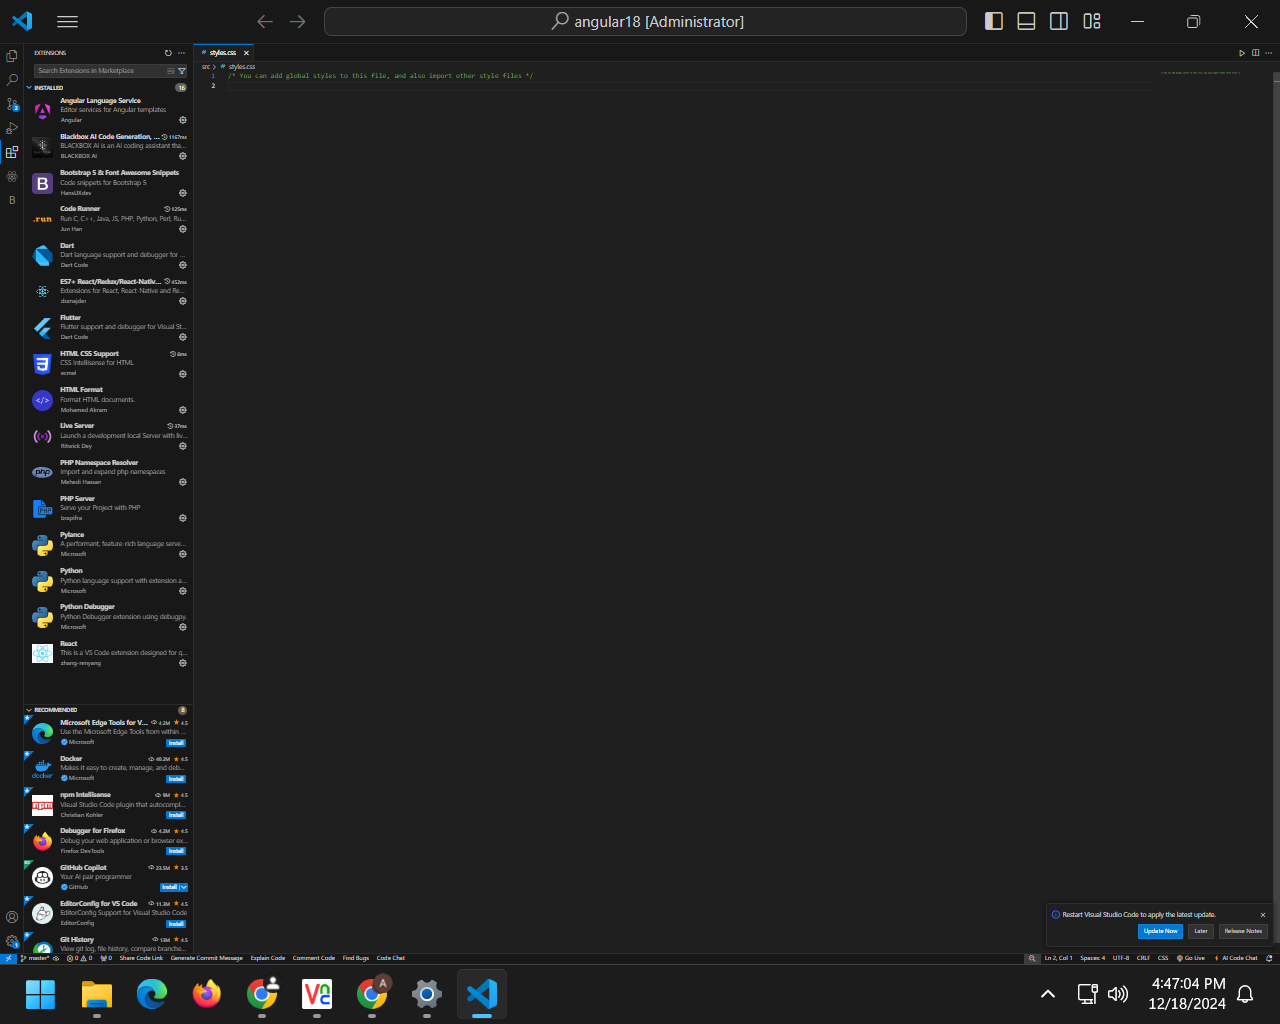 angular18 [Administrator]
EXTENSIONS
styles.css
src > # styles.css
Search Extensions in Marketplace
1 /* You can add global styles to this file, and also import other style files */
2
INSTALLED 16
Angular Language Service
Editor services for Angular templates
Angular
Blackbox AI Code Generation, ... 1167ms
BLACKBOX AI is an AI coding assistant tha...
BLACKBOX AI
Bootstrap 5 & Font Awesome Snippets
Code snippets for Bootstrap 5
HansUXdev
Code Runner 125ms
Run C, C++, Java, JS, PHP, Python, Perl, Ru...
Jun Han
Dart
Dart language support and debugger for ...
Dart Code
ES7+ React/Redux/React-Nativ... 452ms
Extensions for React, React-Native and Re...
dsznajder
Flutter
Flutter support and debugger for Visual St...
Dart Code
HTML CSS Support 6ms
CSS Intellisense for HTML
ecmel
HTML Format
Format HTML documents.
Mohamed Akram
Live Server 37ms
Launch a development local Server with liv...
Ritwick Dey
PHP Namespace Resolver
Import and expand php namespaces
Mehedi Hassan
PHP Server
Serve your Project with PHP
brapifra
Pylance
A performant, feature-rich language serve...
Microsoft
Python
Python language support with extension a...
Microsoft
Python Debugger
Python Debugger extension using debugpy.
Microsoft
React
This is a VS Code extension designed for q...
zhang-renyang
RECOMMENDED 8
Microsoft Edge Tools for V... 4.2M 4.5
Use the Microsoft Edge Tools from within ...
Microsoft Install
Docker 40.2M 4.5
Makes it easy to create, manage, and deb...
Microsoft Install
npm Intellisense 9M 4.5
Visual Studio Code plugin that autocompl...
Christian Kohler Install
Debugger for Firefox 4.2M 4.5
Debug your web application or browser ex...
Firefox DevTools Install
GitHub Copilot 23.5M 3.5
Your AI pair programmer
GitHub Install
EditorConfig for VS Code 11.3M 4.5
EditorConfig Support for Visual Studio Code
EditorConfig Install
Git History 13M 4.5
View git log, file history, compare branche...
Restart Visual Studio Code to apply the latest update.
Update Now Later Release Notes
master* 0 0 0 Share Code Link Generate Commit Message Explain Code Comment Code Find Bugs Code Chat Ln 2, Col 1 Spaces: 4 UTF-8 CRLF CSS Go Live AI Code Chat
4:47:04 PM
12/18/2024